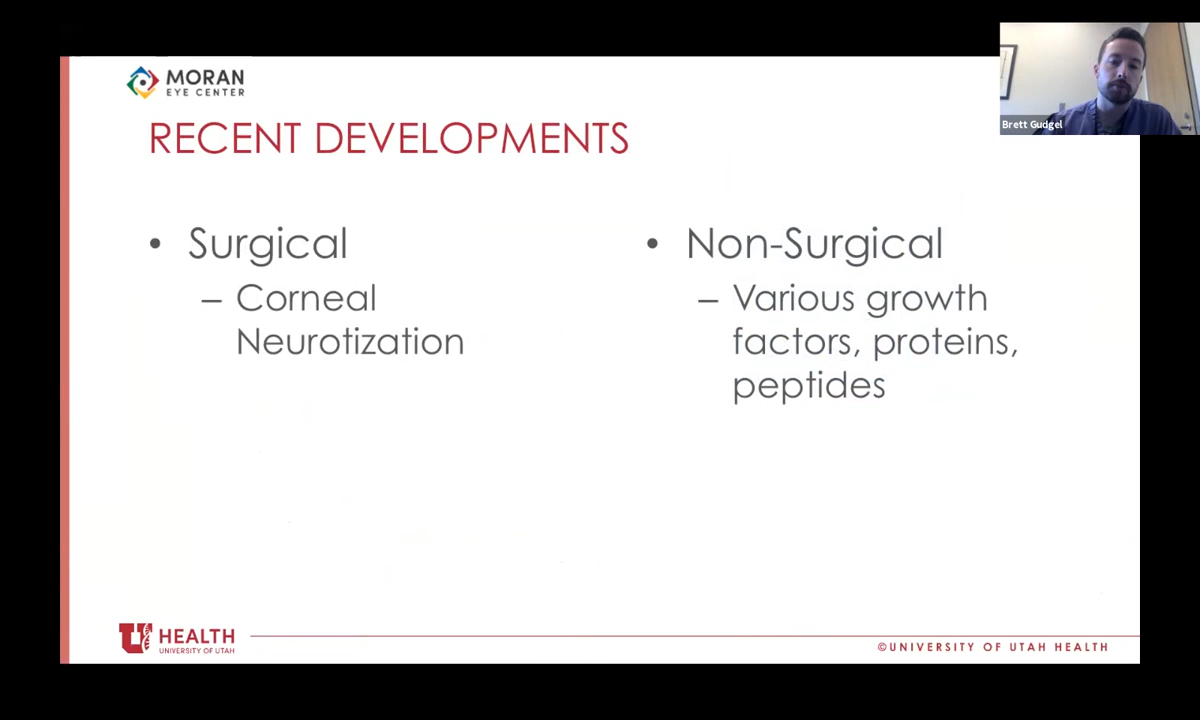 MORAN
EYE CENTER
Brett Gudgel
RECENT DEVELOPMENTS
• Surgical
– Corneal
Neurotization
• Non-Surgical
– Various growth
factors, proteins,
peptides
U HEALTH
UNIVERSITY OF UTAH
©UNIVERSITY OF UTAH HEALTH